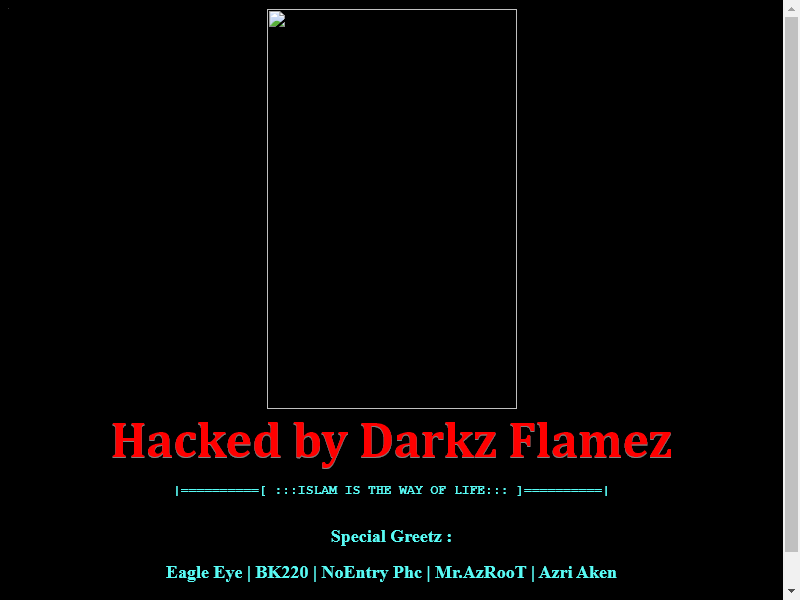 Hacked by Darkz Flamez
|==========[ :::ISLAM IS THE WAY OF LIFE::: ]==========|
Special Greetz :
Eagle Eye | BK220 | NoEntry Phc | Mr.AzRooT | Azri Aken